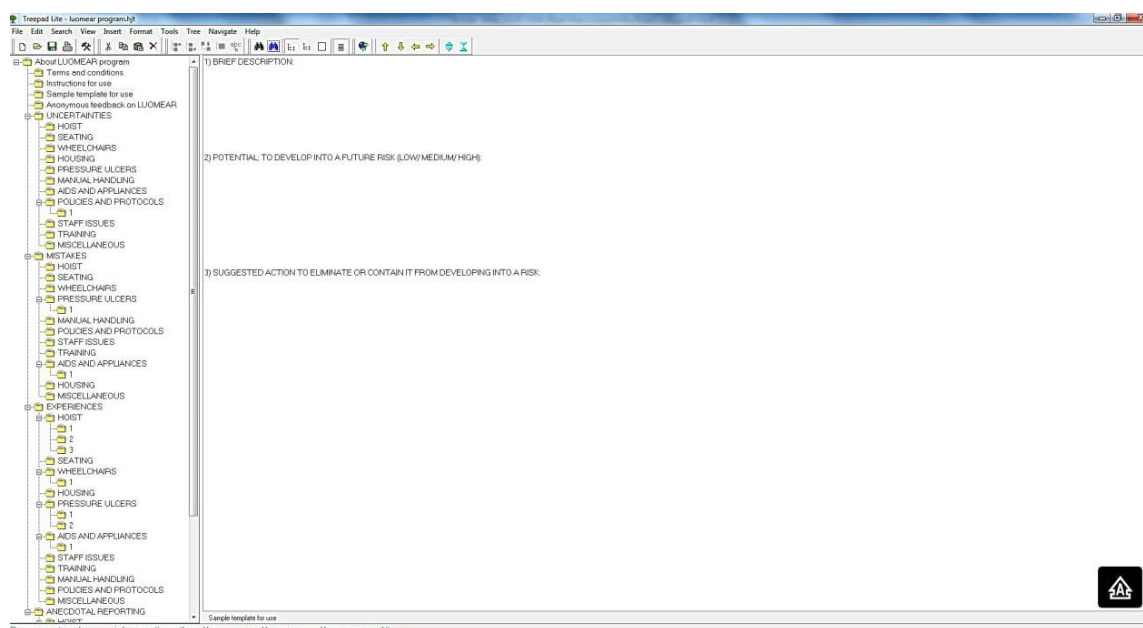 Treepad Lite - luomear program.hjt
File Edit Search View Insert Format Tools Tree Navigate Help
About LUOMEAR program
Terms and conditions
Instructions for use
Sample template for use
Anonymous feedback on LUOMEAR
UNCERTAINTIES
HOIST
SEATING
WHEELCHAIRS
HOUSING
PRESSURE ULCERS
MANUAL HANDLING
AIDS AND APPLIANCES
POLICIES AND PROTOCOLS
1
STAFF ISSUES
TRAINING
MISCELLANEOUS
MISTAKES
HOIST
SEATING
WHEELCHAIRS
PRESSURE ULCERS
1
MANUAL HANDLING
POLICIES AND PROTOCOLS
STAFF ISSUES
TRAINING
AIDS AND APPLIANCES
1
HOUSING
MISCELLANEOUS
EXPERIENCES
HOIST
1
2
3
SEATING
WHEELCHAIRS
1
HOUSING
PRESSURE ULCERS
1
2
AIDS AND APPLIANCES
1
STAFF ISSUES
TRAINING
MANUAL HANDLING
POLICIES AND PROTOCOLS
MISCELLANEOUS
ANECDOTAL REPORTING
HOIST
1) BRIEF DESCRIPTION:
2) POTENTIAL, TO DEVELOP INTO A FUTURE RISK (LOW/ MEDIUM/ HIGH):
3) SUGGESTED ACTION TO ELIMINATE OR CONTAIN IT FROM DEVELOPING INTO A RISK:
Sample template for use